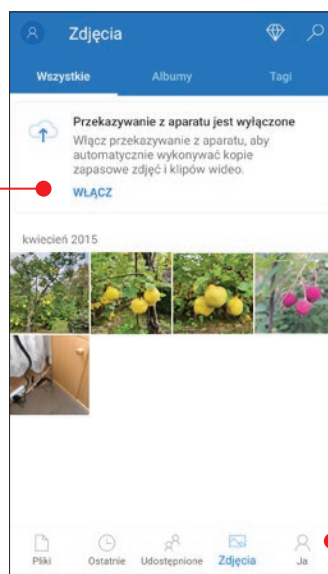 Zdjęcia
Wszystkie Albumy Tagi
Przekazywanie z aparatu jest wyłączone
Włącz przekazywanie z aparatu, aby
automatycznie wykonywać kopie
zapasowe zdjęć i klipów wideo.
WŁĄCZ
kwiecień 2015
Pliki Ostatnie Udostępnione Zdjęcia Ja